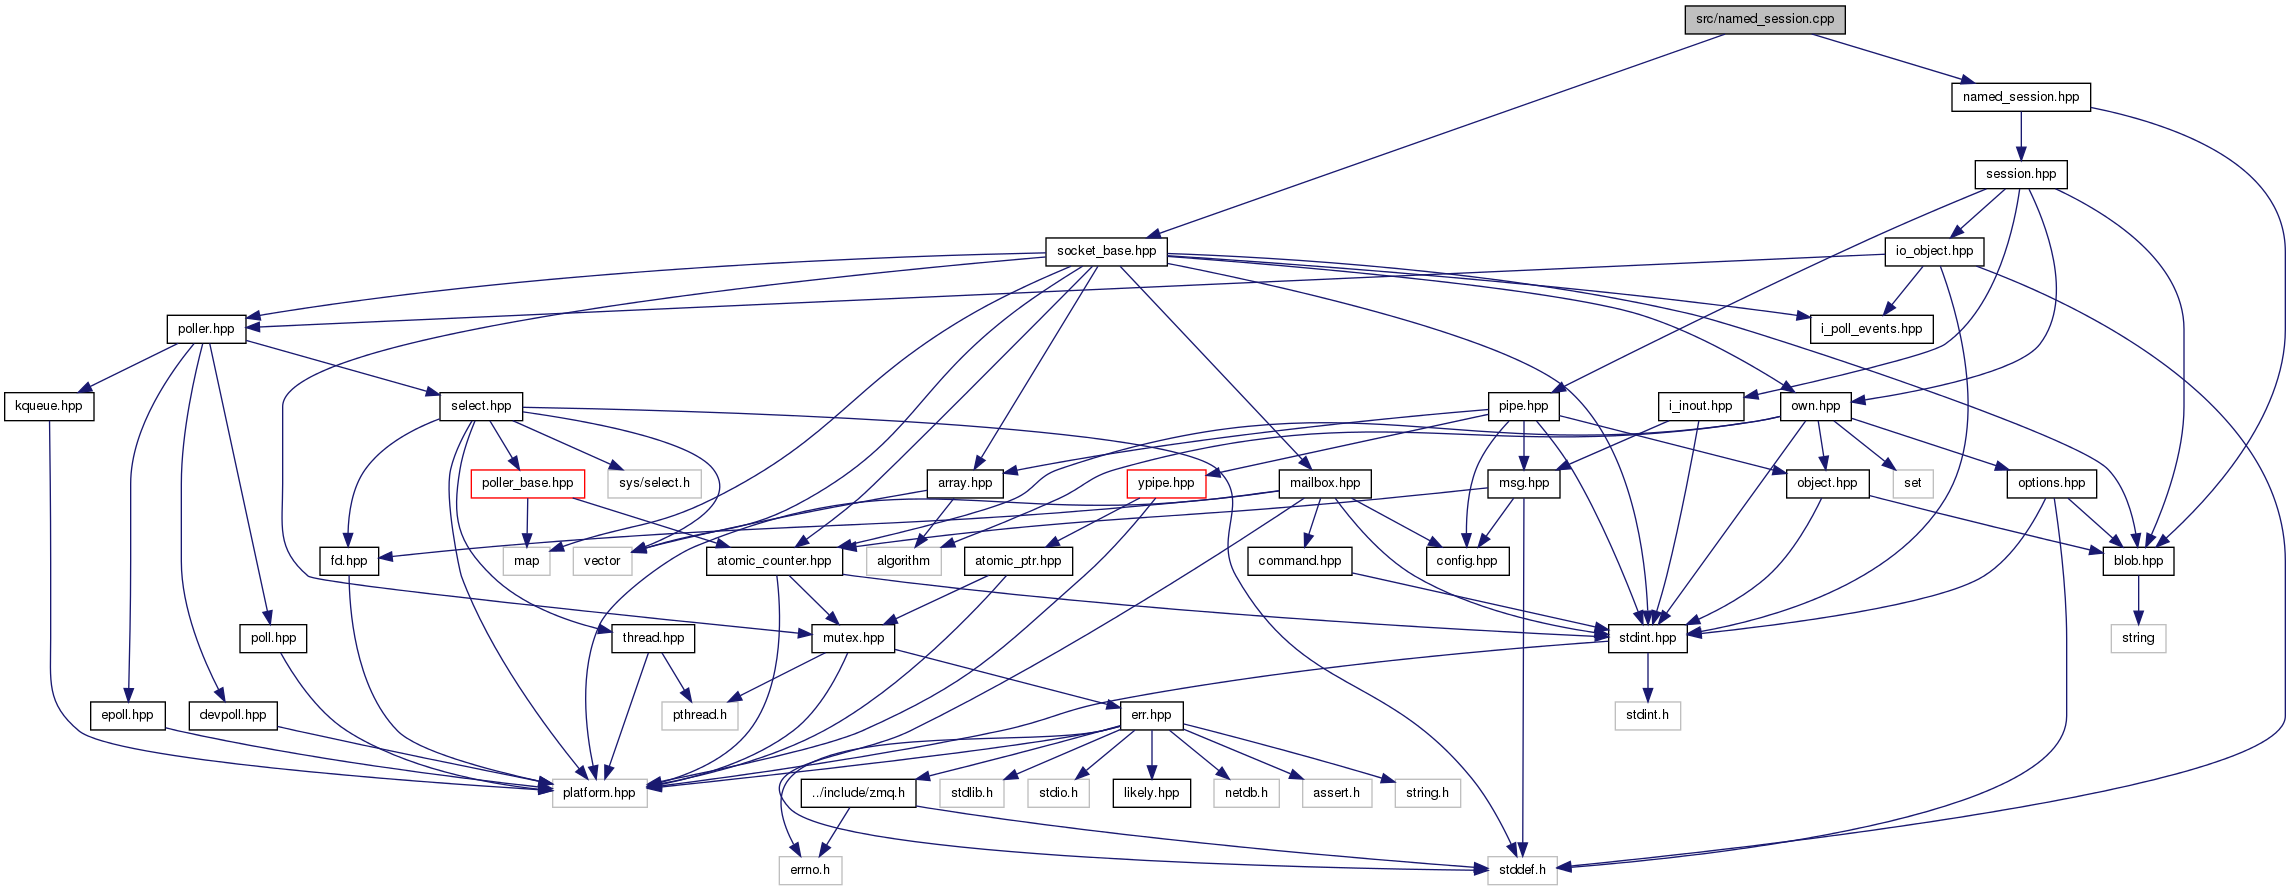 src/named_session.cpp
named_session.hpp
session.hpp
socket_base.hpp
io_object.hpp
poller.hpp
i_poll_events.hpp
kqueue.hpp
select.hpp
pipe.hpp
i_inout.hpp
own.hpp
poller_base.hpp
sys/select.h
array.hpp
ypipe.hpp
mailbox.hpp
msg.hpp
object.hpp
set
options.hpp
fd.hpp
map
vector
atomic_counter.hpp
algorithm
atomic_ptr.hpp
command.hpp
config.hpp
blob.hpp
poll.hpp
thread.hpp
mutex.hpp
stdint.hpp
string
epoll.hpp
devpoll.hpp
pthread.h
err.hpp
stdint.h
platform.hpp
../include/zmq.h
stdlib.h
stdio.h
likely.hpp
netdb.h
assert.h
string.h
errno.h
stddef.h